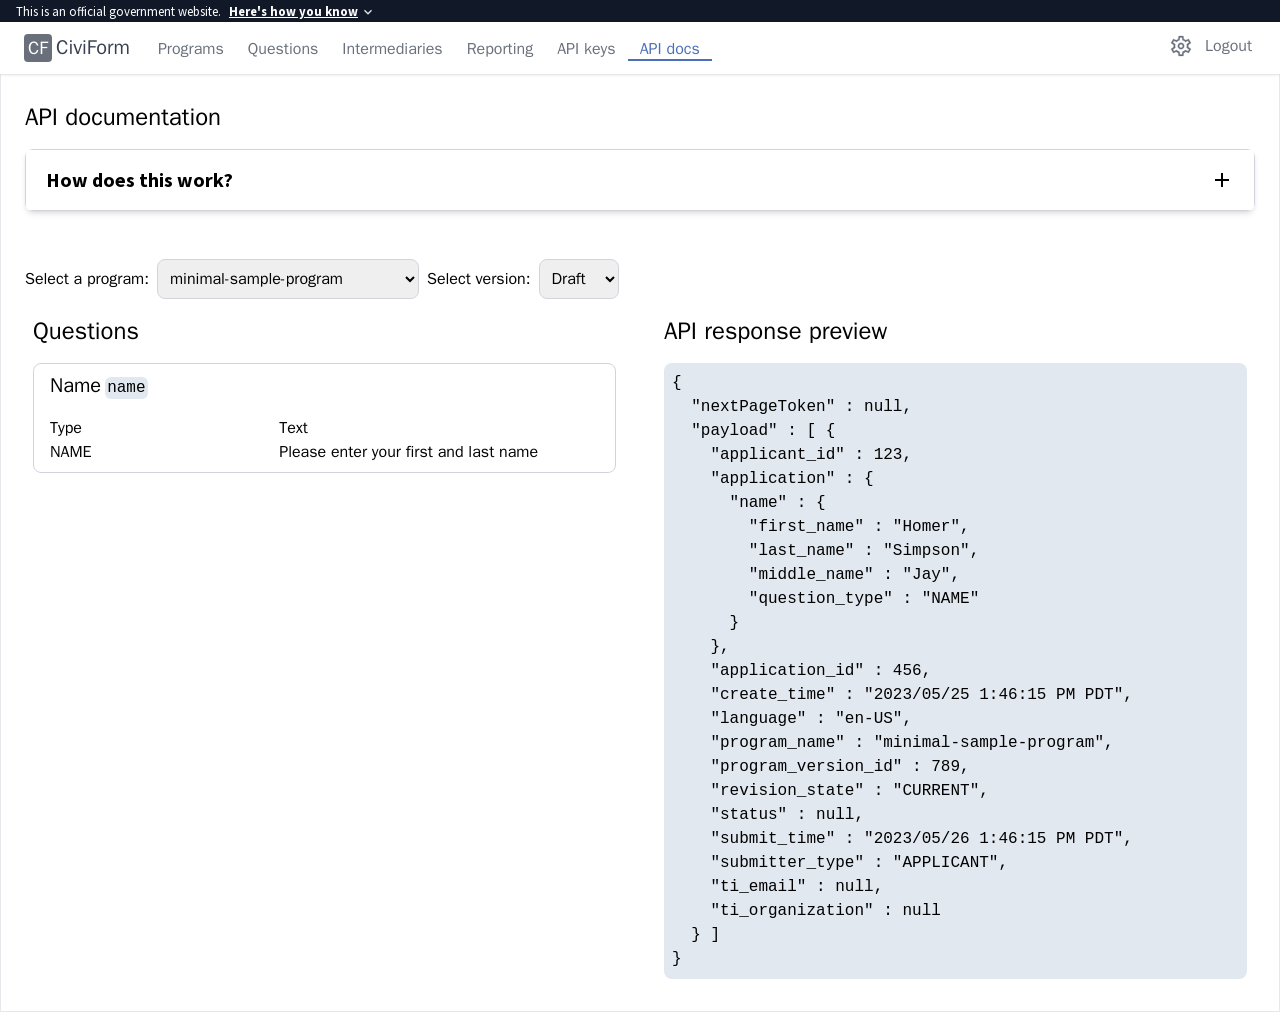 This is an official government website. Here's how you know
CF CiviForm Programs Questions Intermediaries Reporting API keys API docs Logout
API documentation
How does this work?
Select a program: minimal-sample-program Select version: Draft
Questions
Name name
Type Text
NAME Please enter your first and last name
API response preview
{
  "nextPageToken" : null,
  "payload" : [ {
    "applicant_id" : 123,
    "application" : {
      "name" : {
        "first_name" : "Homer",
        "last_name" : "Simpson",
        "middle_name" : "Jay",
        "question_type" : "NAME"
      }
    },
    "application_id" : 456,
    "create_time" : "2023/05/25 1:46:15 PM PDT",
    "language" : "en-US",
    "program_name" : "minimal-sample-program",
    "program_version_id" : 789,
    "revision_state" : "CURRENT",
    "status" : null,
    "submit_time" : "2023/05/26 1:46:15 PM PDT",
    "submitter_type" : "APPLICANT",
    "ti_email" : null,
    "ti_organization" : null
  } ]
}